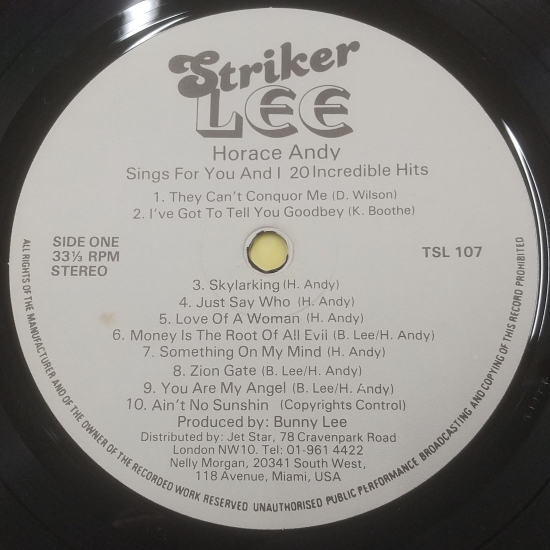 Striker
LEE
Horace Andy
Sings For You And I 20 Incredible Hits
1. They Can't Conquor Me (D. Wilson)
2. I've Got To Tell You Goodbey (K. Boothe)
SIDE ONE
33⅓ RPM
STEREO
TSL 107
3. Skylarking (H. Andy)
4. Just Say Who (H. Andy)
5. Love Of A Woman (H. Andy)
6. Money Is The Root Of All Evil (B. Lee/H. Andy)
7. Something On My Mind (H. Andy)
8. Zion Gate (B. Lee/H. Andy)
9. You Are My Angel (B. Lee/H. Andy)
10. Ain't No Sunshin (Copyrights Control)
Produced by: Bunny Lee
Distributed by: Jet Star, 78 Cravenpark Road
London NW10. Tel: 01-961 4422
Nelly Morgan, 20341 South West,
118 Avenue, Miami, USA
ALL RIGHTS OF THE MANUFACTURER AND OF THE OWNER OF THE RECORDED WORK RESERVED UNAUTHORISED PUBLIC PERFORMANCE BROADCASTING AND COPYING OF THIS RECORD PROHIBITED